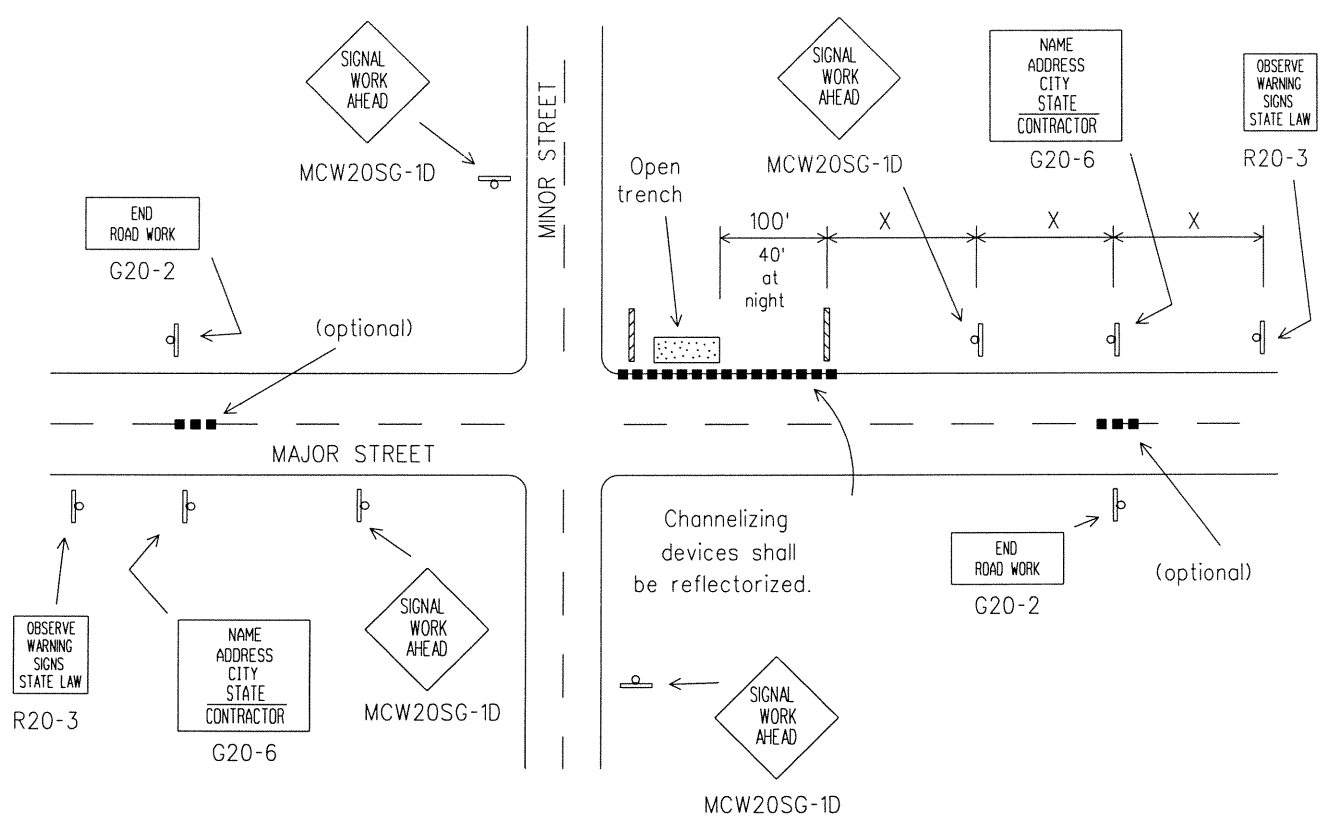 SIGNAL
WORK
AHEAD
MCW20SG-1D
MINOR STREET
SIGNAL
WORK
AHEAD
MCW20SG-1D
NAME
ADDRESS
CITY
STATE
CONTRACTOR
G20-6
OBSERVE
WARNING
SIGNS
STATE LAW
R20-3
END
ROAD WORK
G20-2
Open
trench
100'
X
X
X
40'
at
night
(optional)
MAJOR STREET
Channelizing
devices shall
be reflectorized.
END
ROAD WORK
G20-2
(optional)
OBSERVE
WARNING
SIGNS
STATE LAW
R20-3
NAME
ADDRESS
CITY
STATE
CONTRACTOR
G20-6
SIGNAL
WORK
AHEAD
MCW20SG-1D
SIGNAL
WORK
AHEAD
MCW20SG-1D